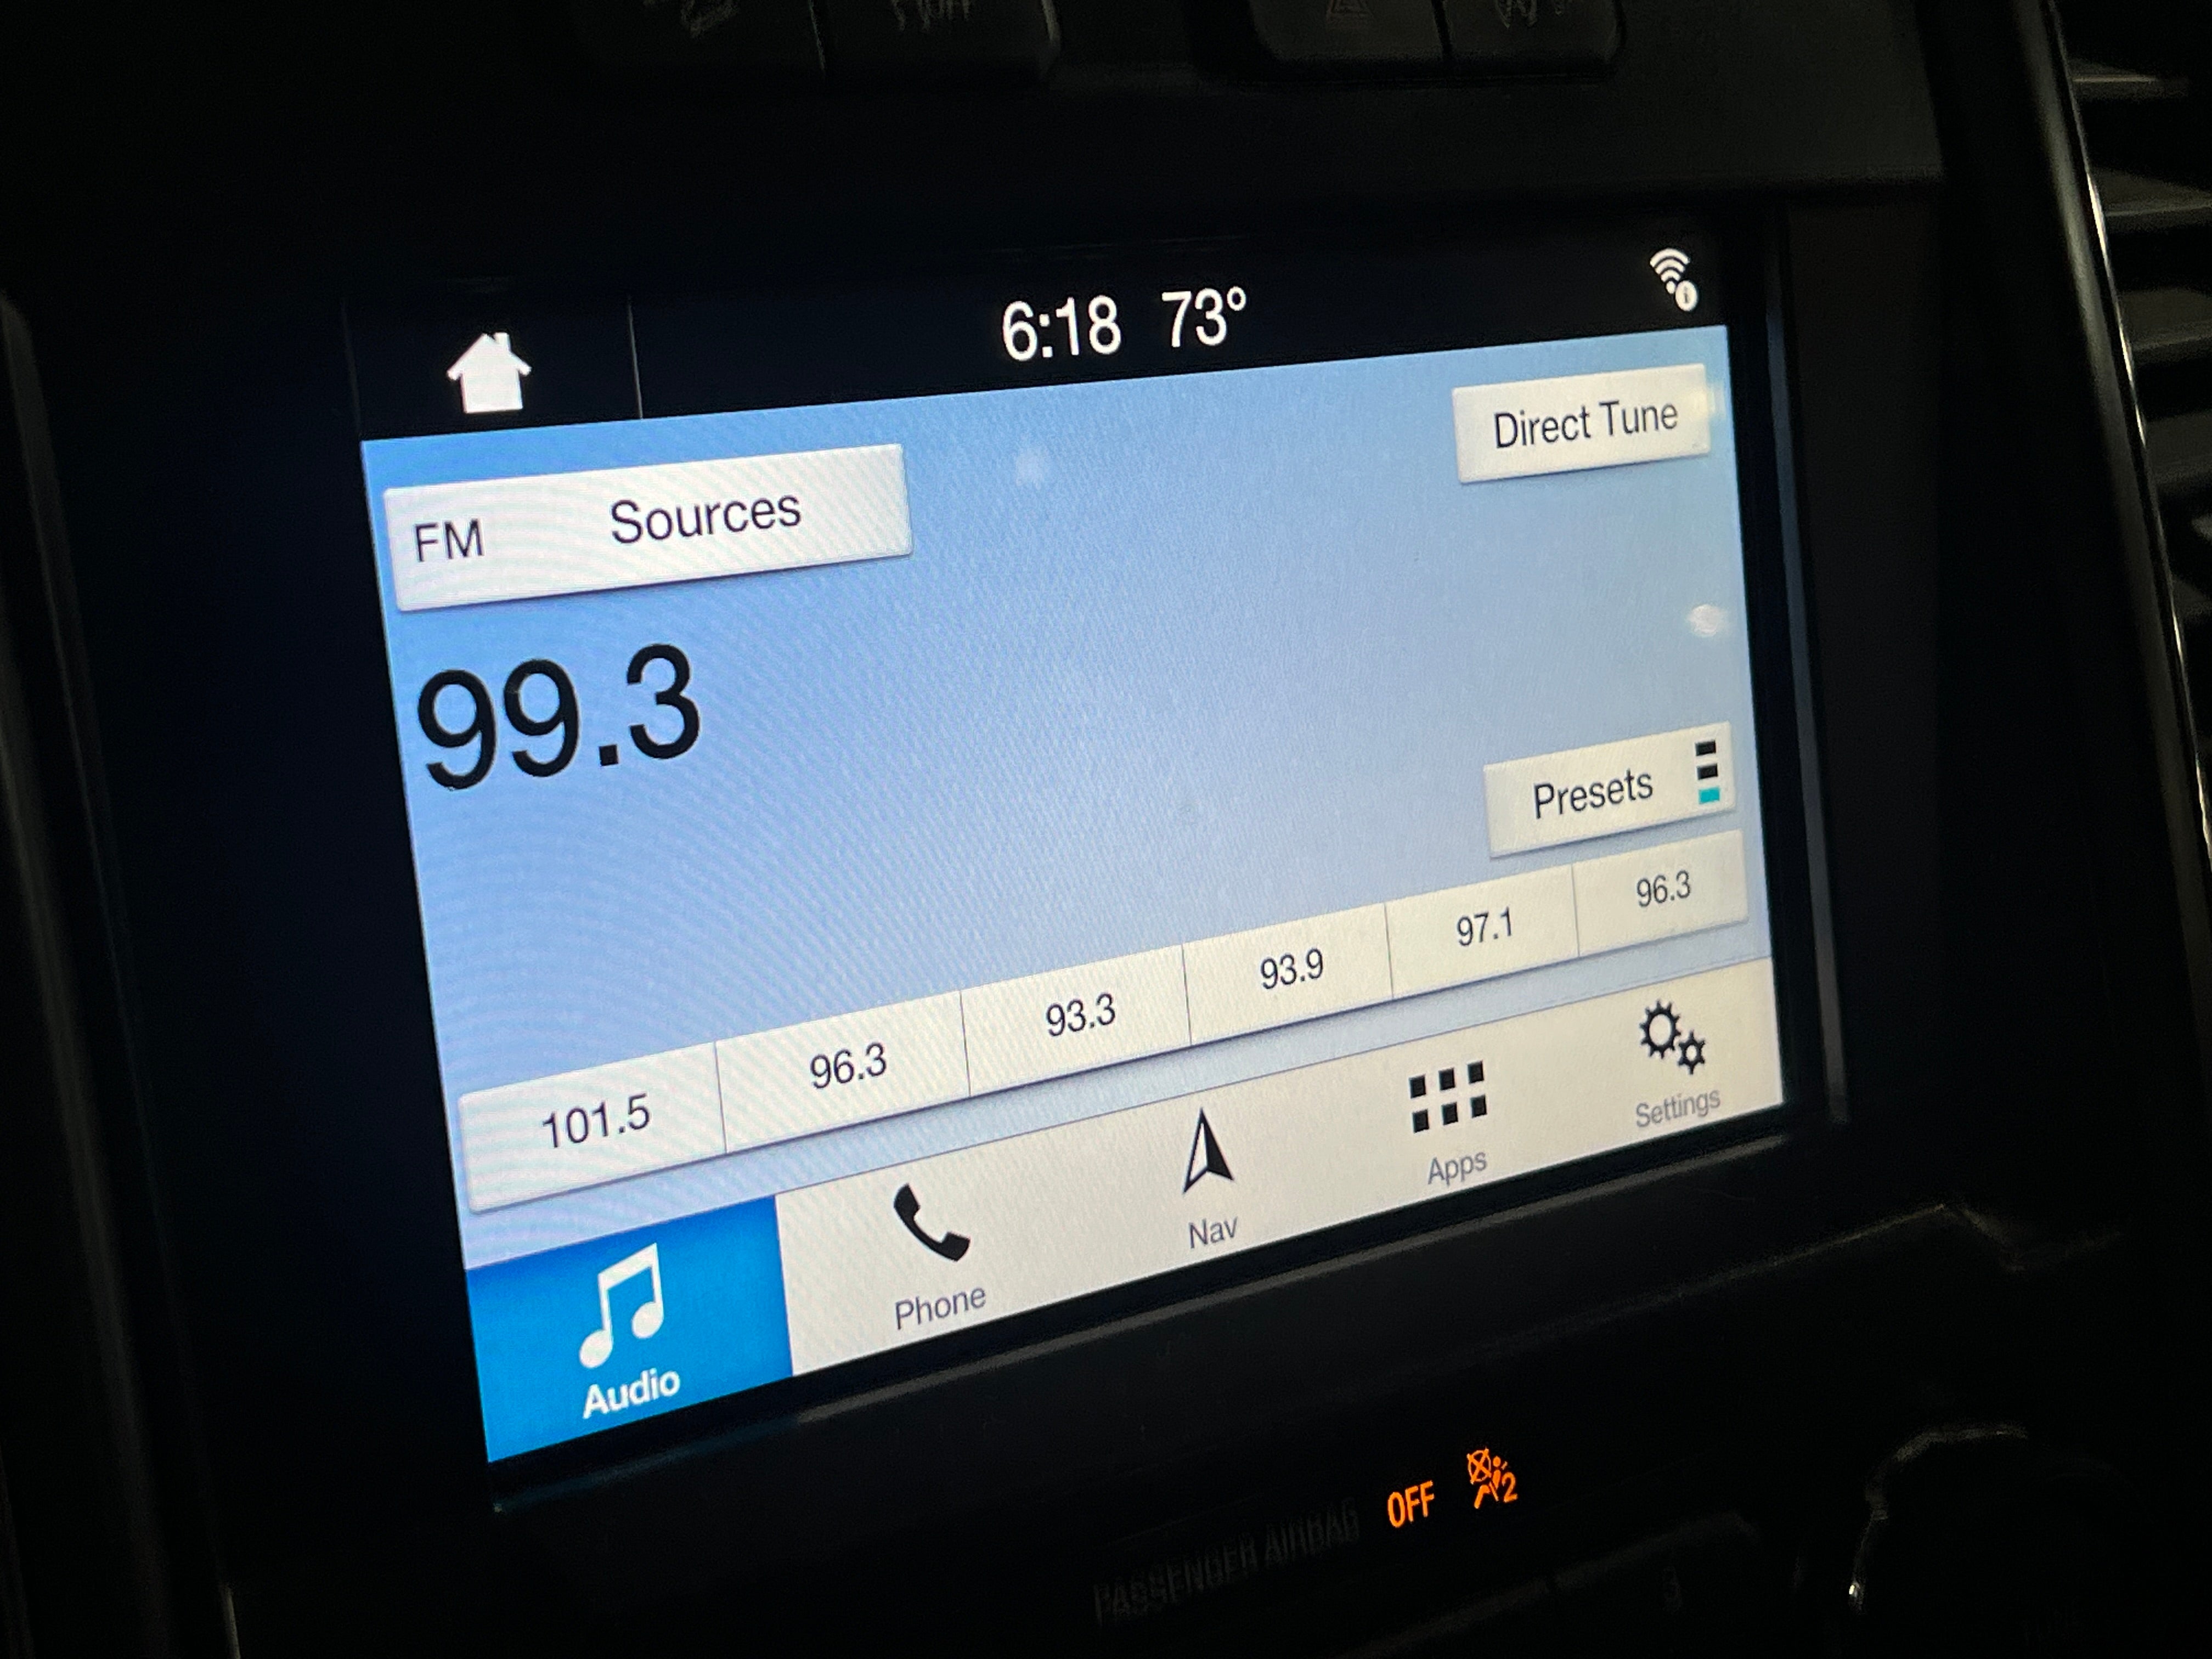 6:18 73°
FM Sources
Direct Tune
99.3
Presets
101.5 96.3 93.3 93.9 97.1 96.3
Audio Phone Nav Apps Settings
PASSENGER AIRBAG OFF 2